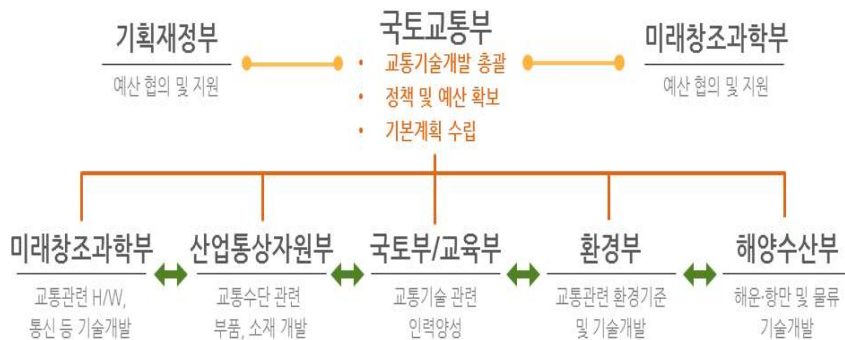 기획재정부
예산 협의 및 지원
국토교통부
• 교통기술개발 총괄
• 정책 및 예산 확보
• 기본계획 수립
미래창조과학부
예산 협의 및 지원
미래창조과학부
교통관련 H/W,
통신 등 기술개발
산업통상자원부
교통수단 관련
부품, 소재 개발
국토부/교육부
교통기술 관련
인력양성
환경부
교통관련 환경기준
및 기술개발
해양수산부
해운·항만 및 물류
기술개발